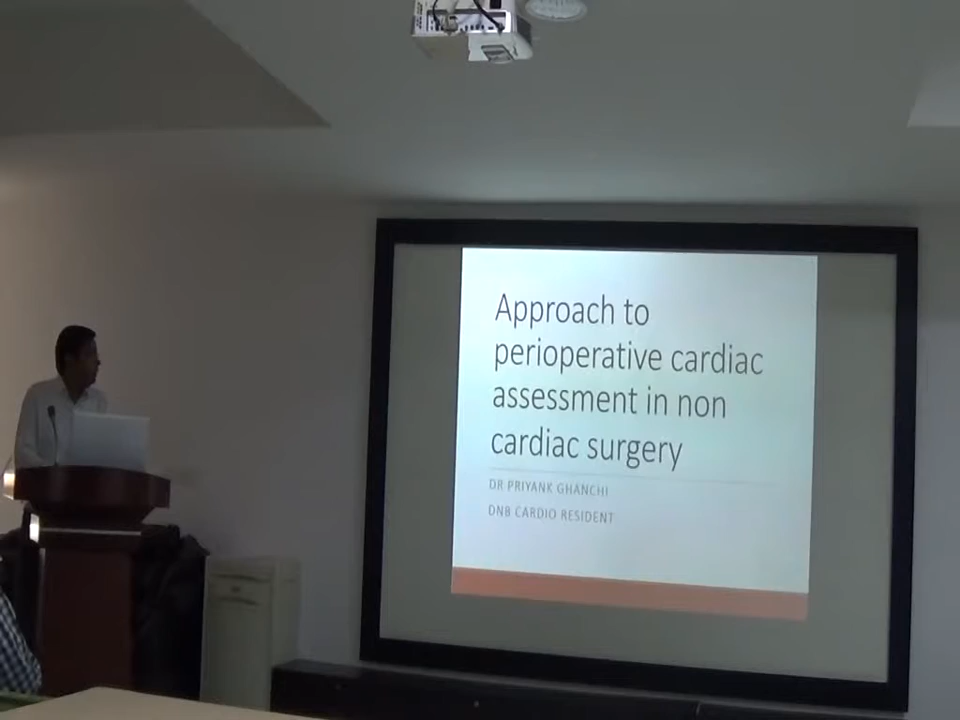 Approach to
perioperative cardiac
assessment in non
cardiac surgery
DR PRIYANK GHANCHI
DNB CARDIO RESIDENT